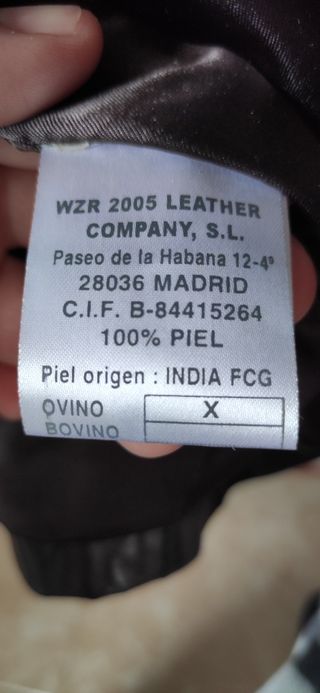 WZR 2005 LEATHER
COMPANY, S.L.
Paseo de la Habana 12-4º
28036 MADRID
C.I.F. B-84415264
100% PIEL
Piel origen : INDIA FCG
OVINO X
BOVINO